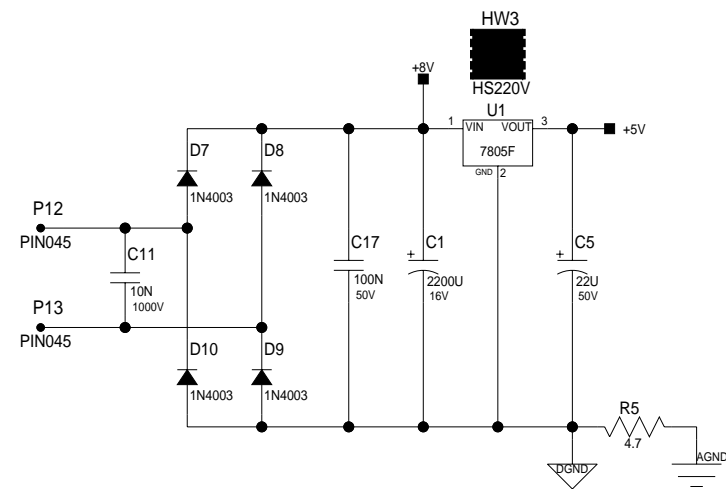 HW3
HS220V
+8V
U1
1
VIN
VOUT
3
+5V
7805F
GND
2
D7
1N4003
D8
1N4003
P12
PIN045
C11
10N
1000V
C17
100N
50V
+
C1
2200U
16V
+
C5
22U
50V
P13
PIN045
D10
1N4003
D9
1N4003
R5
4.7
DGND
AGND